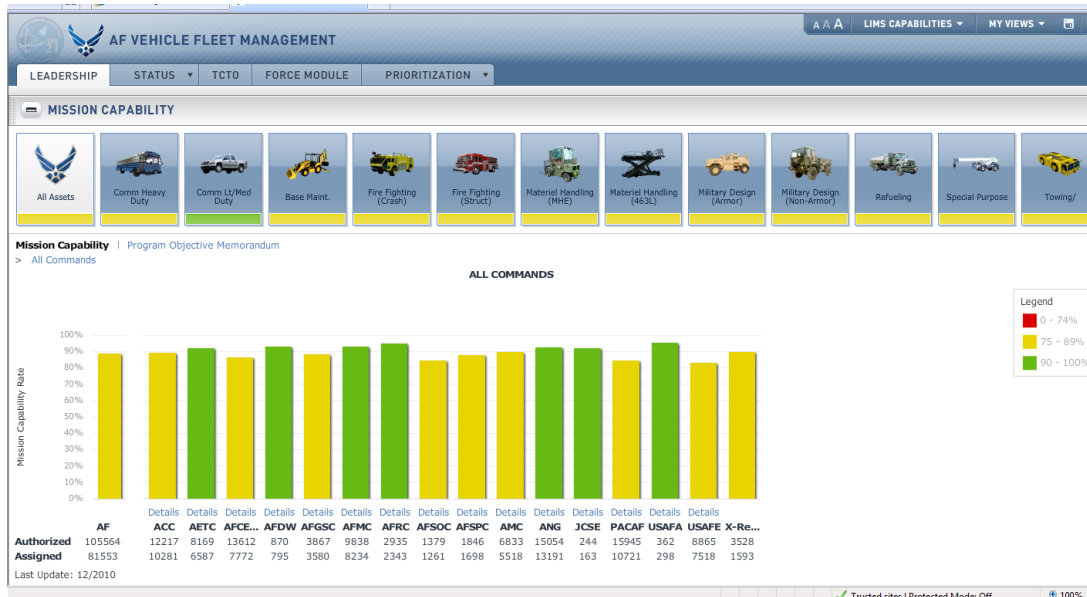 A A A LIMS CAPABILITIES MY VIEWS
AF VEHICLE FLEET MANAGEMENT
LEADERSHIP STATUS TCTO FORCE MODULE PRIORITIZATION
MISSION CAPABILITY
All Assets
Comm Heavy
Duty
Comm Lt/Med
Duty
Base Maint.
Fire Fighting
(Crash)
Fire Fighting
(Struct)
Materiel Handling
(MHE)
Materiel Handling
(463L)
Military Design
(Armor)
Military Design
(Non-Armor)
Refueling
Special Purpose
Towing/
Mission Capability | Program Objective Memorandum
> All Commands
ALL COMMANDS
Legend
0 - 74%
75 - 89%
90 - 100%
Mission Capability Rate
100%
90%
80%
70%
60%
50%
40%
30%
20%
10%
0%
Details Details Details Details Details Details Details Details Details Details Details Details Details Details Details
AF ACC AETC AFCE... AFDW AFGSC AFMC AFRC AFSOC AFSPC AMC ANG JCSE PACAF USAFA USAFE X-Re...
Authorized 105564 12217 8169 13612 870 3867 9838 2935 1379 1846 6833 15054 244 15945 362 8865 3528
Assigned 81553 10281 6587 7772 795 3580 8234 2343 1261 1698 5518 13191 163 10721 298 7518 1593
Last Update: 12/2010
Trusted sites | Protected Mode: Off 100%